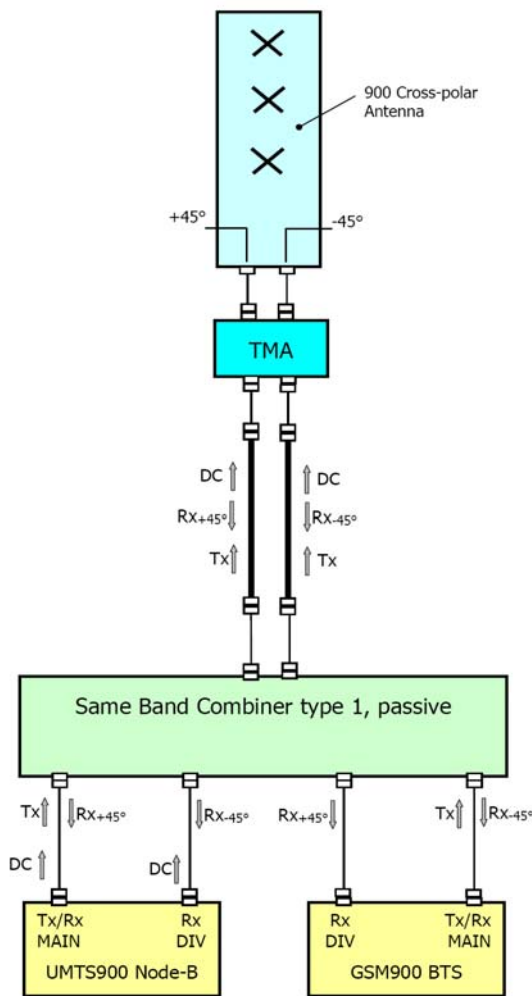 900 Cross-polar
Antenna
+45°
-45°
TMA
DC
DC
Rx+45°
Rx-45°
Tx
Tx
Same Band Combiner type 1, passive
Tx
Rx+45°
Rx-45°
Rx+45°
Tx
Rx-45°
DC
DC
Tx/Rx
MAIN
Rx
DIV
Rx
DIV
Tx/Rx
MAIN
UMTS900 Node-B
GSM900 BTS